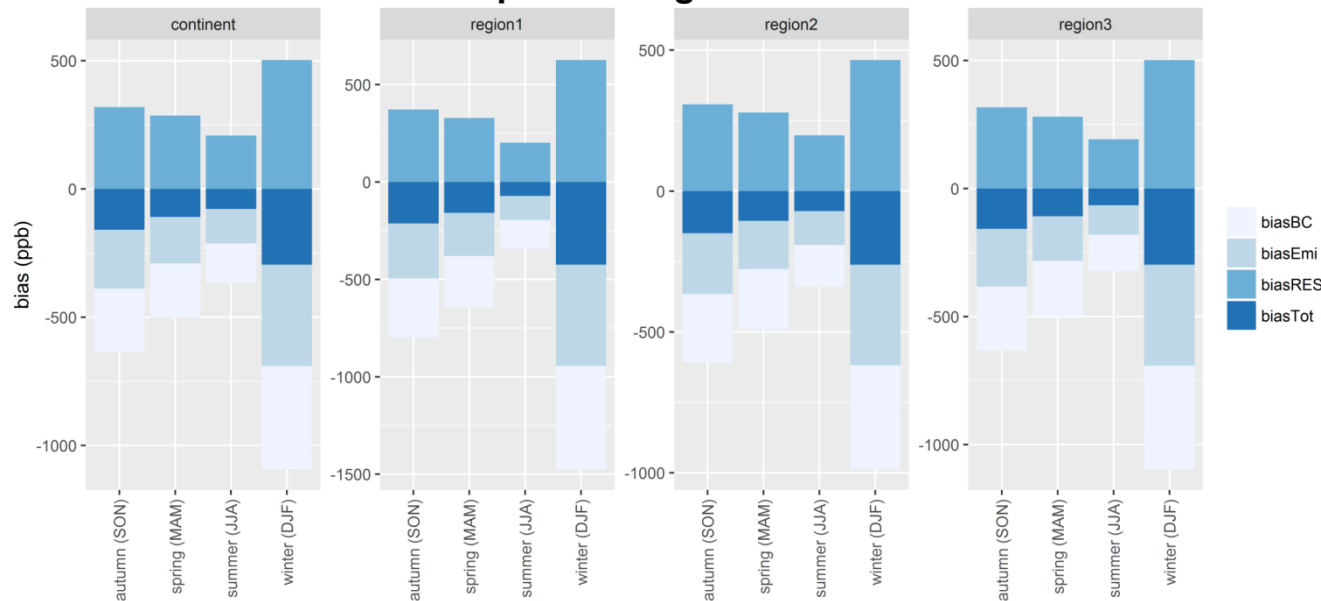 continent
region1
region2
region3
bias (ppb)
500
0
-500
-1000
500
0
-500
-1000
-1500
500
0
-500
-1000
500
0
-500
-1000
autumn (SON)
spring (MAM)
summer (JJA)
winter (DJF)
autumn (SON)
spring (MAM)
summer (JJA)
winter (DJF)
autumn (SON)
spring (MAM)
summer (JJA)
winter (DJF)
autumn (SON)
spring (MAM)
summer (JJA)
winter (DJF)
biasBC
biasEmi
biasRES
biasTot